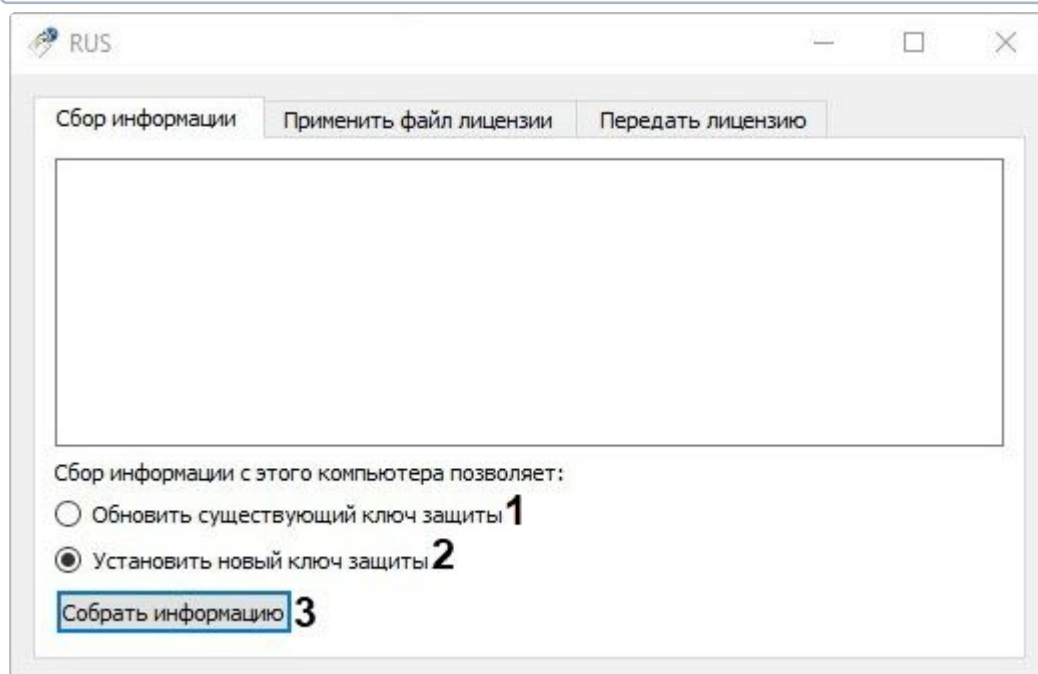 RUS
Сбор информации Применить файл лицензии Передать лицензию
Сбор информации с этого компьютера позволяет:
Обновить существующий ключ защиты 1
Установить новый ключ защиты 2
Собрать информацию 3